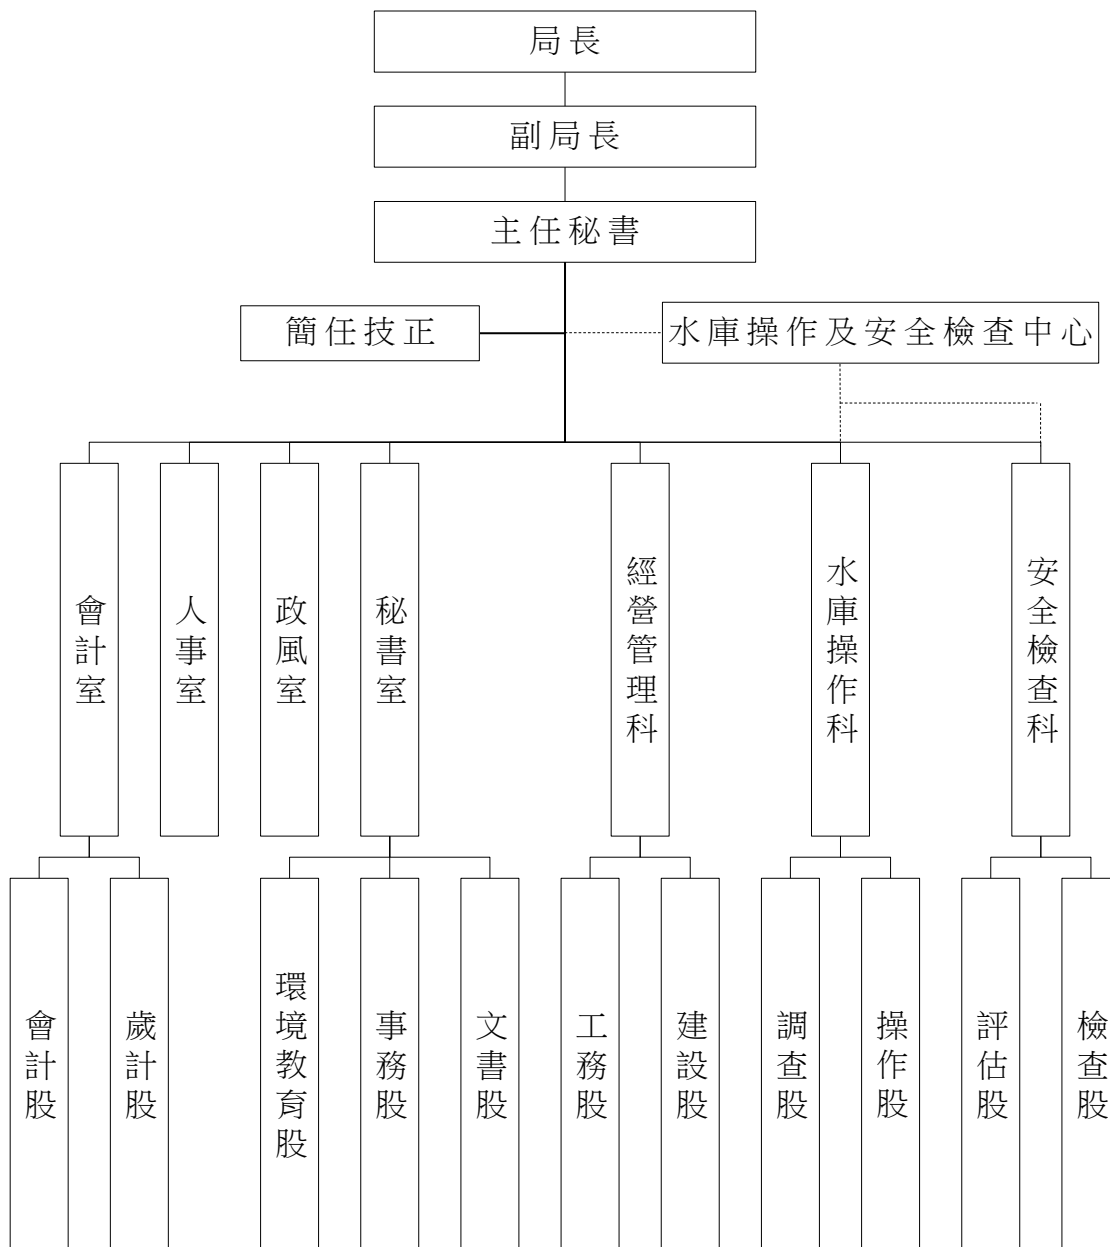 局長
副局長
主任秘書
簡任技正
水庫操作及安全檢查中心
會計室
人事室
政風室
秘書室
經營管理科
水庫操作科
安全檢查科
會計股
歲計股
環境教育股
事務股
文書股
工務股
建設股
調查股
操作股
評估股
檢查股